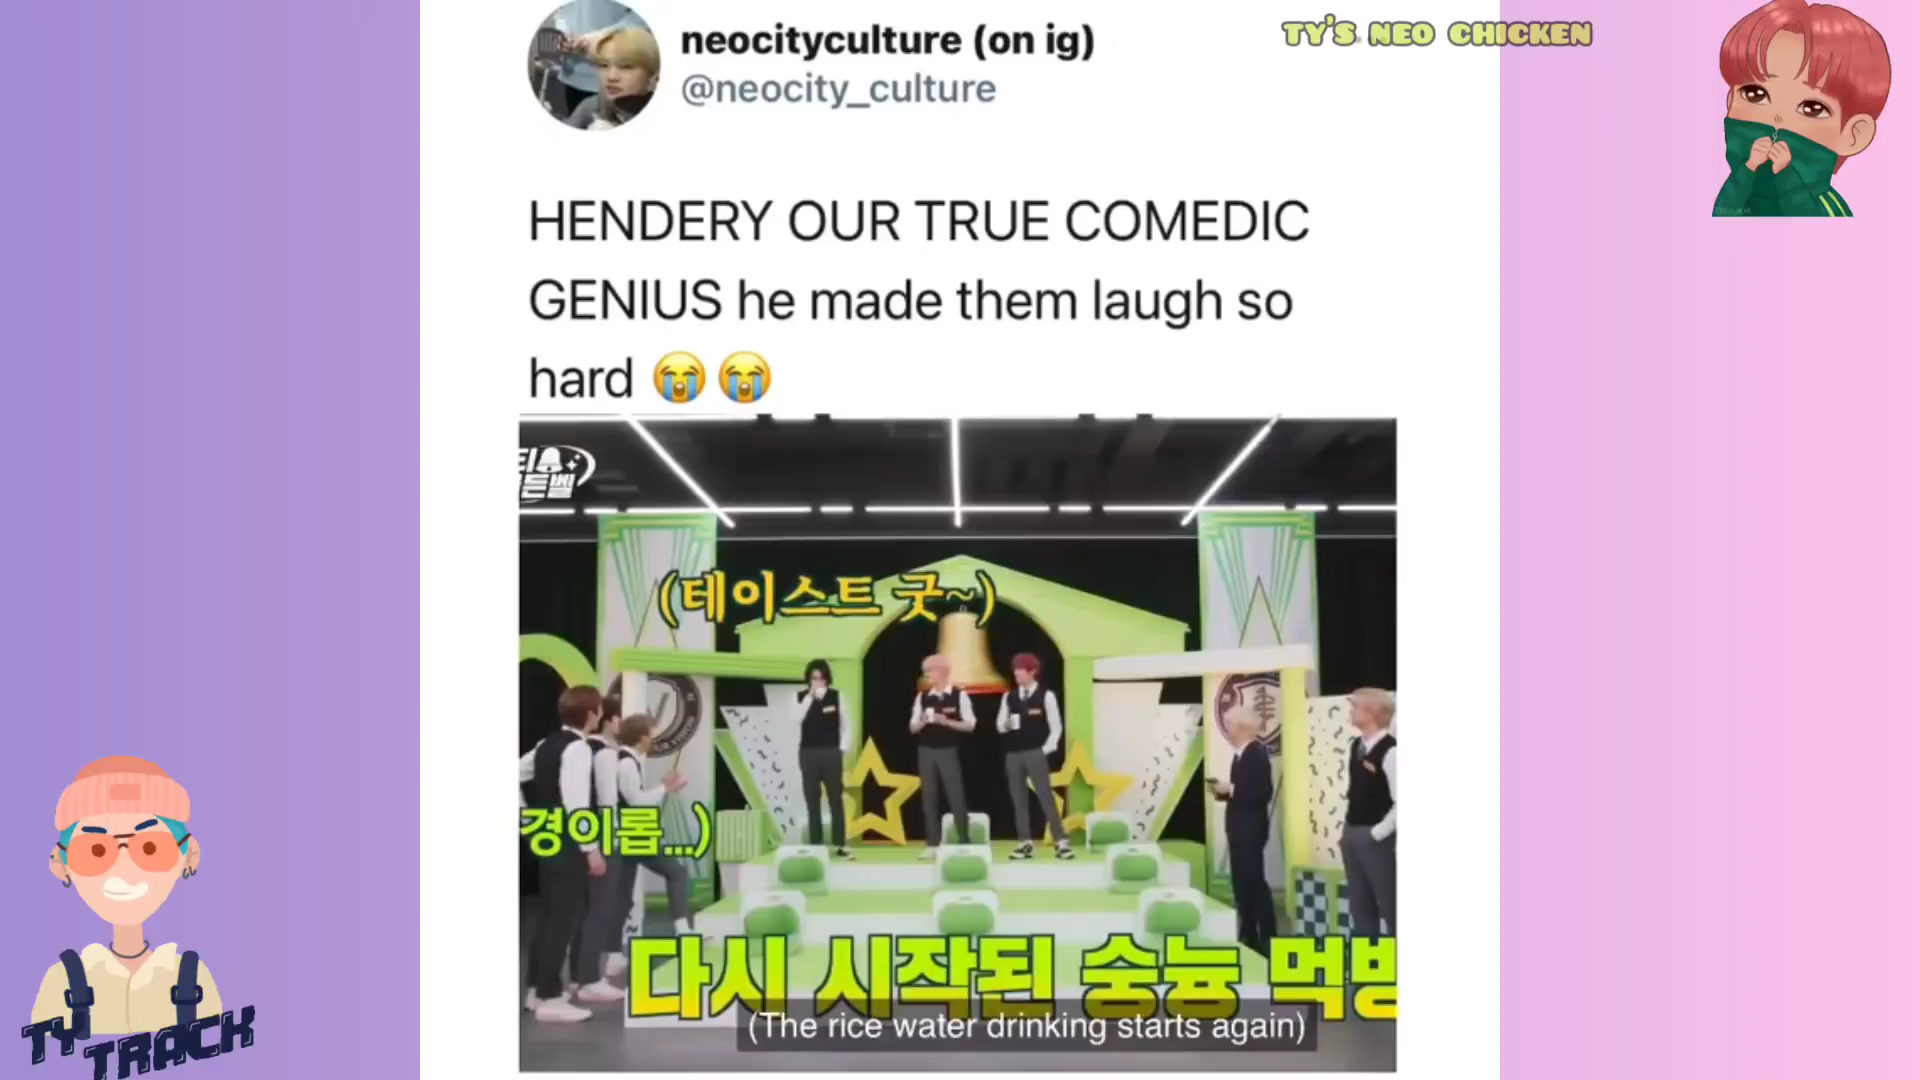 neocityculture (on ig)
@neocity_culture
TY'S NEO CHICKEN
HENDERY OUR TRUE COMEDIC
GENIUS he made them laugh so
hard 😭😭
(테이스트 굿~)
경이롭...)
다시 시작된 숭늉 먹방
(The rice water drinking starts again)
TY
TRACK